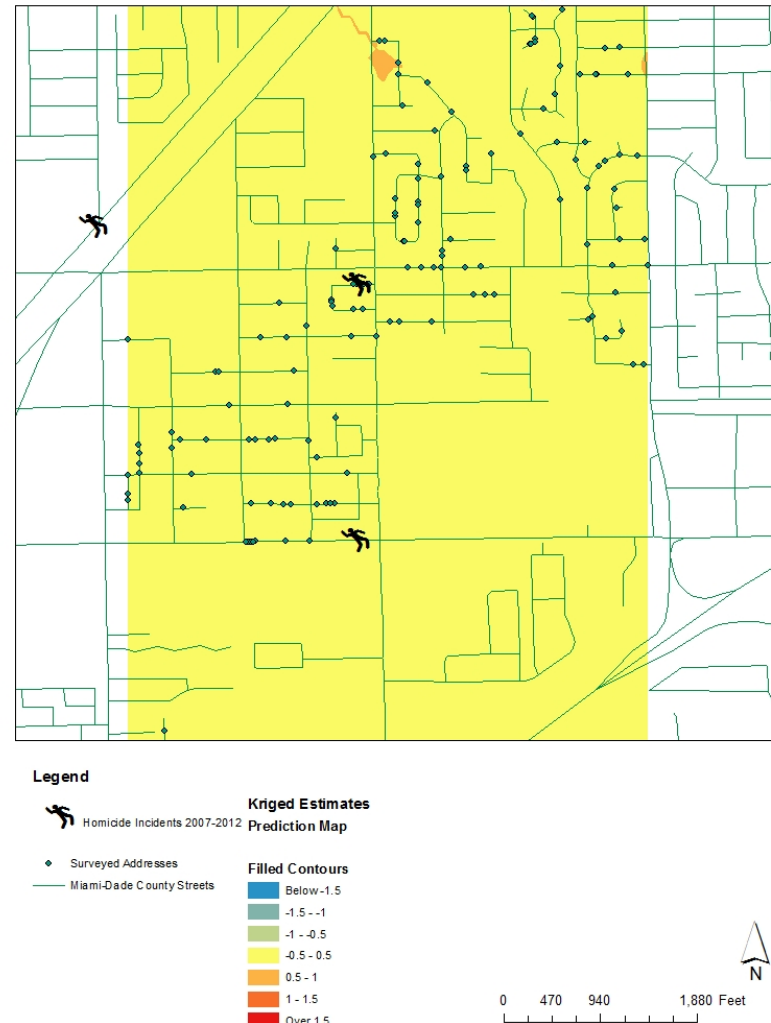 Legend
Homicide Incidents 2007-2012
Surveyed Addresses
Miami-Dade County Streets
Kriged Estimates
Prediction Map
Filled Contours
Below -1.5
-1.5 - -1
-1 - -0.5
-0.5 - 0.5
0.5 - 1
1 - 1.5
Over 1.5
N
0 470 940 1,880 Feet